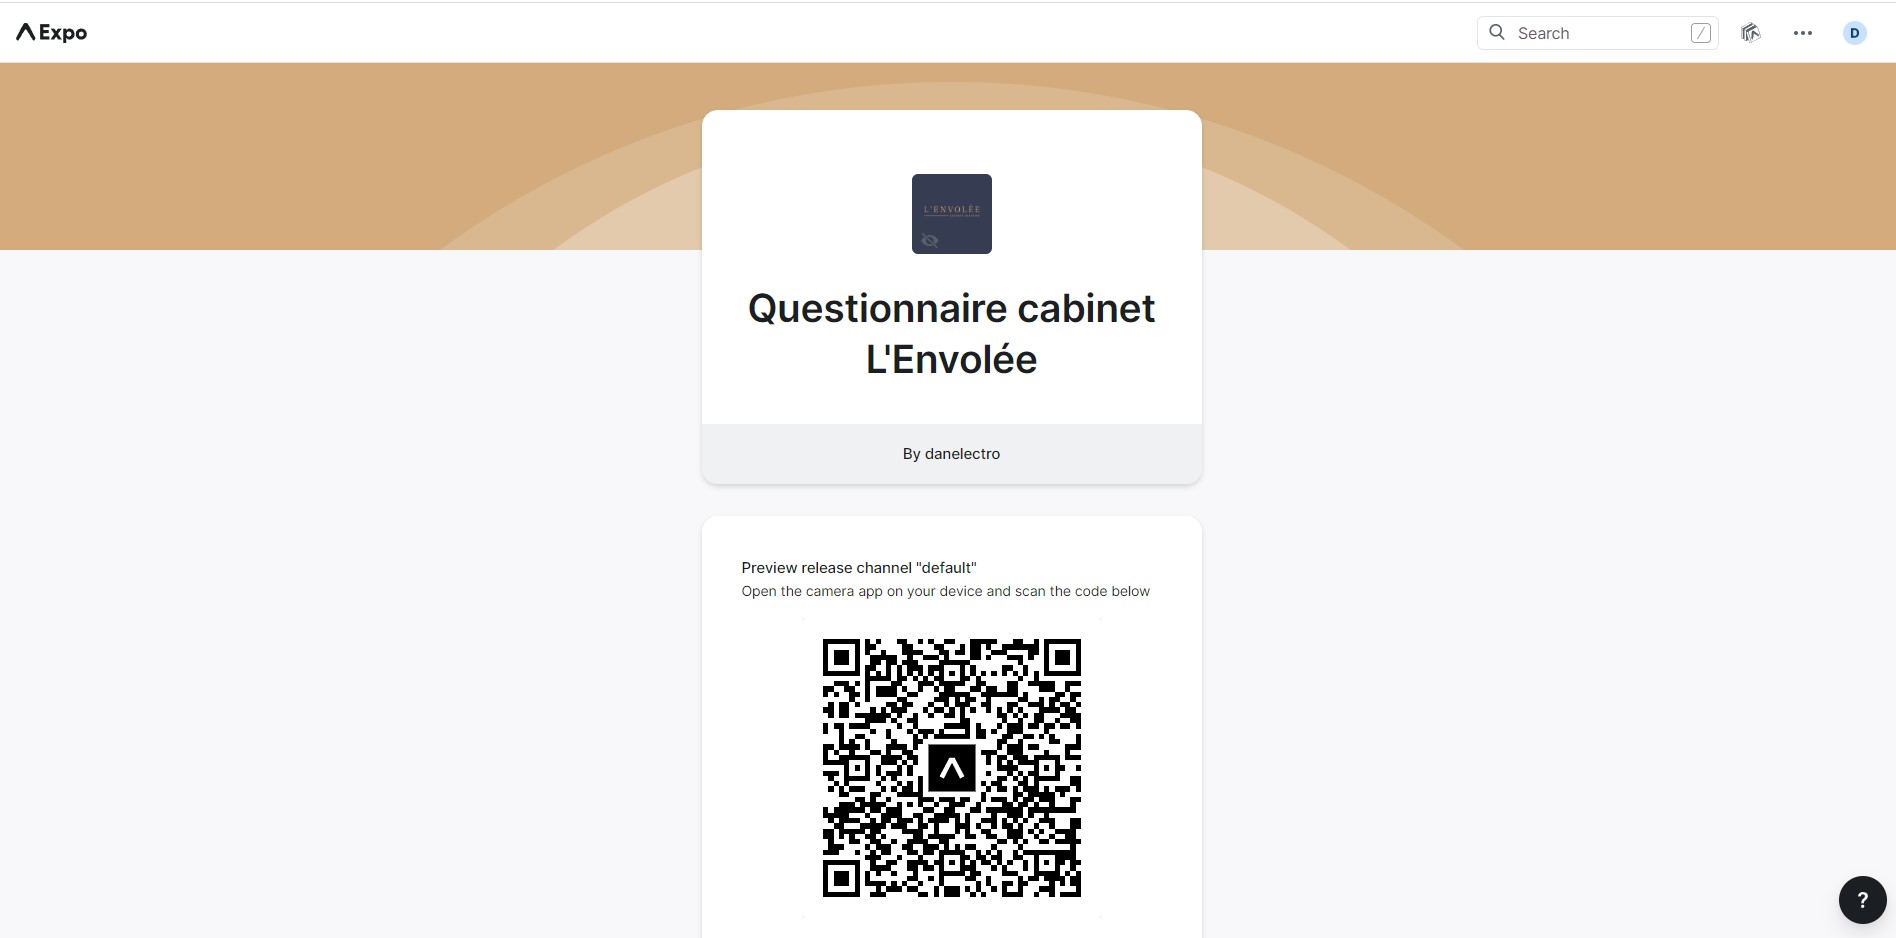 Expo
Search
/
D
L'ENVOLÉE
Questionnaire cabinet
L'Envolée
By danelectro
Preview release channel "default"
Open the camera app on your device and scan the code below
?